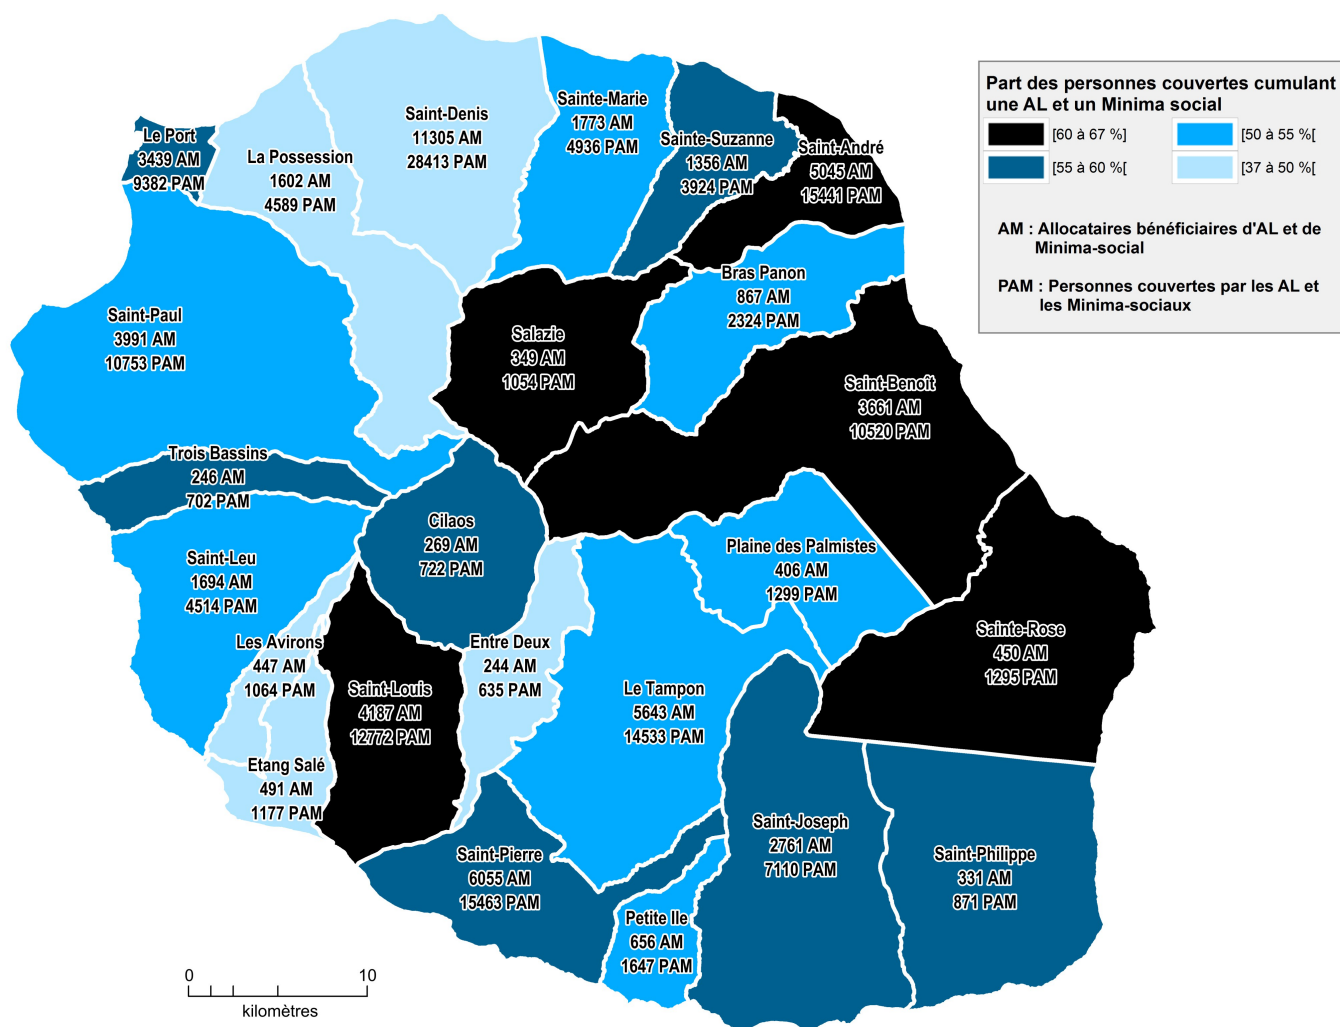 Part des personnes couvertes cumulant
une AL et un Minima social
[60 à 67 %]
[50 à 55 %[
[55 à 60 %[
[37 à 50 %[
AM : Allocataires bénéficiaires d'AL et de
Minima-social
PAM : Personnes couvertes par les AL et
les Minima-sociaux
Saint-Denis
11305 AM
28413 PAM
Sainte-Marie
1773 AM
4936 PAM
Sainte-Suzanne
1356 AM
3924 PAM
Saint-André
5045 AM
15441 PAM
Le Port
3439 AM
9382 PAM
La Possession
1602 AM
4589 PAM
Bras Panon
867 AM
2324 PAM
Saint-Paul
3991 AM
10753 PAM
Salazie
349 AM
1054 PAM
Saint-Benoît
3661 AM
10520 PAM
Trois Bassins
246 AM
702 PAM
Cilaos
269 AM
722 PAM
Plaine des Palmistes
406 AM
1299 PAM
Saint-Leu
1694 AM
4514 PAM
Sainte-Rose
450 AM
1295 PAM
Les Avirons
447 AM
1064 PAM
Entre Deux
244 AM
635 PAM
Saint-Louis
4187 AM
12772 PAM
Le Tampon
5643 AM
14533 PAM
Etang Salé
491 AM
1177 PAM
Saint-Joseph
2761 AM
7110 PAM
Saint-Pierre
6055 AM
15463 PAM
Saint-Philippe
331 AM
871 PAM
Petite Ile
656 AM
1647 PAM
0 10
kilomètres